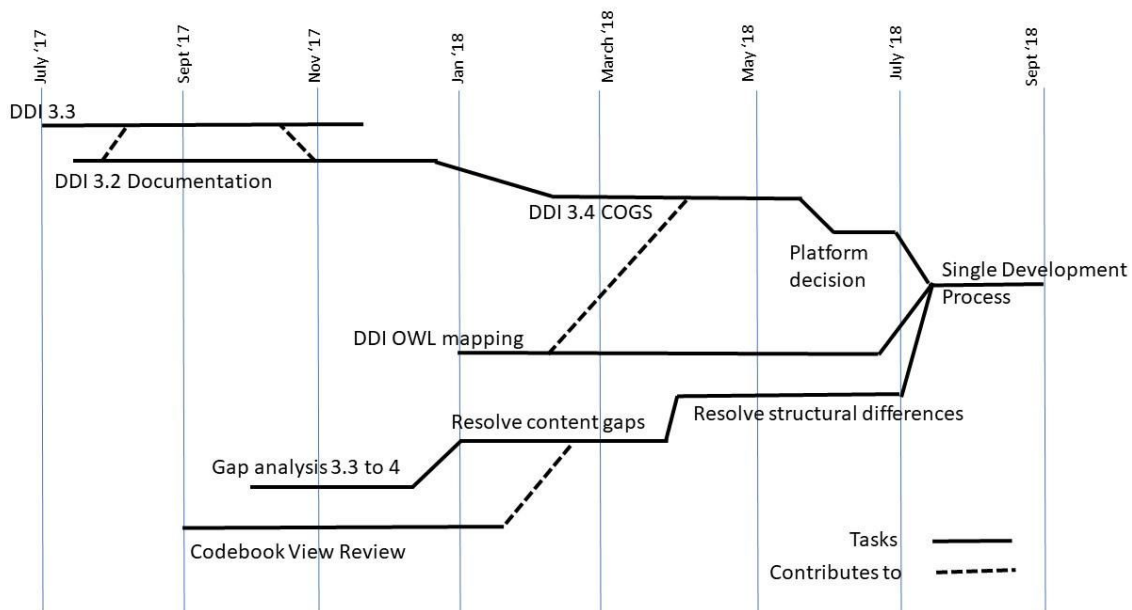 July ‘17
Sept ‘17
Nov ‘17
Jan ‘18
March ‘18
May ‘18
July ‘18
Sept ‘18
DDI 3.3
DDI 3.2 Documentation
DDI 3.4 COGS
Platform
decision
Single Development
Process
DDI OWL mapping
Resolve content gaps
Resolve structural differences
Gap analysis 3.3 to 4
Codebook View Review
Tasks
Contributes to